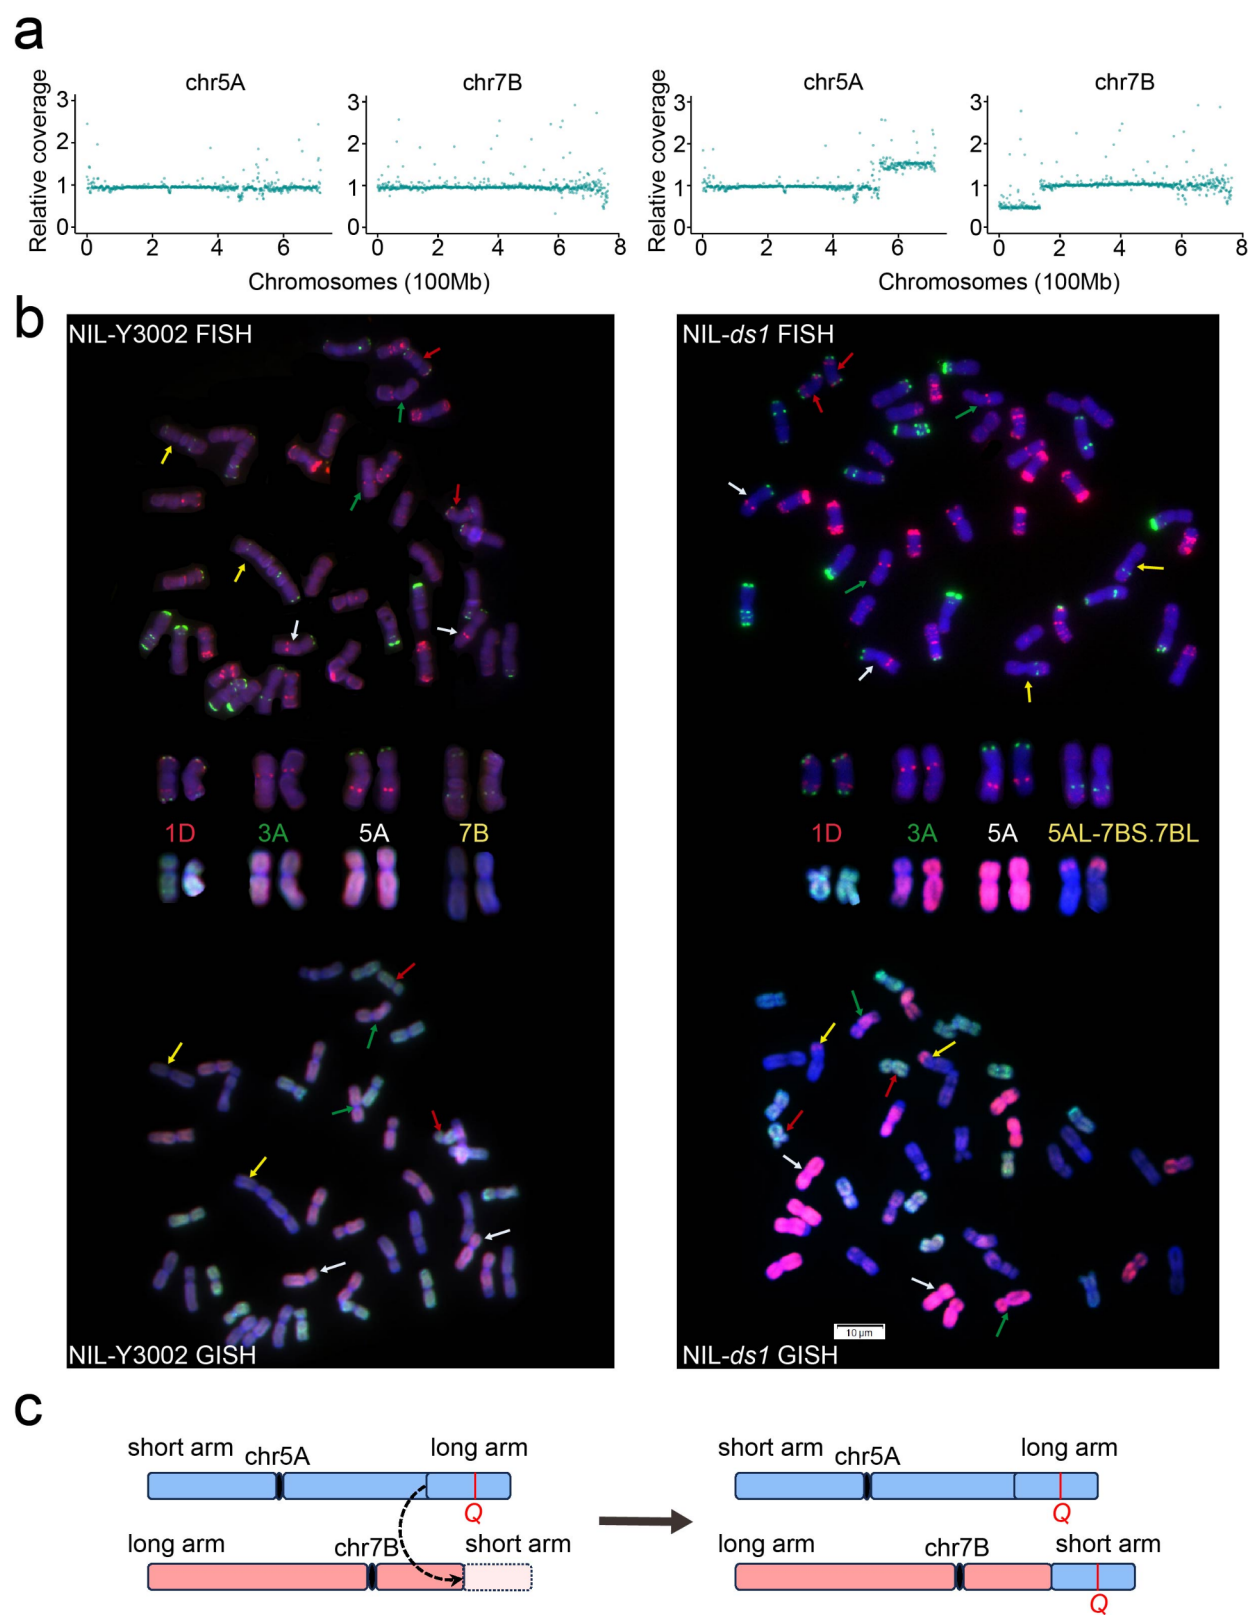 a
chr5A
chr7B
chr5A
chr7B
Relative coverage
3
2
1
0
0 2 4 6
3
2
1
0
0 2 4 6 8
Relative coverage
3
2
1
0
0 2 4 6
3
2
1
0
0 2 4 6 8
Chromosomes (100Mb)
Chromosomes (100Mb)
b
NIL-Y3002 FISH
NIL-ds1 FISH
1D 3A 5A 7B
1D 3A 5A 5AL-7BS.7BL
10 μm
NIL-Y3002 GISH
NIL-ds1 GISH
c
short arm chr5A long arm
Q
long arm chr7B short arm
short arm chr5A long arm
Q
long arm chr7B short arm
Q